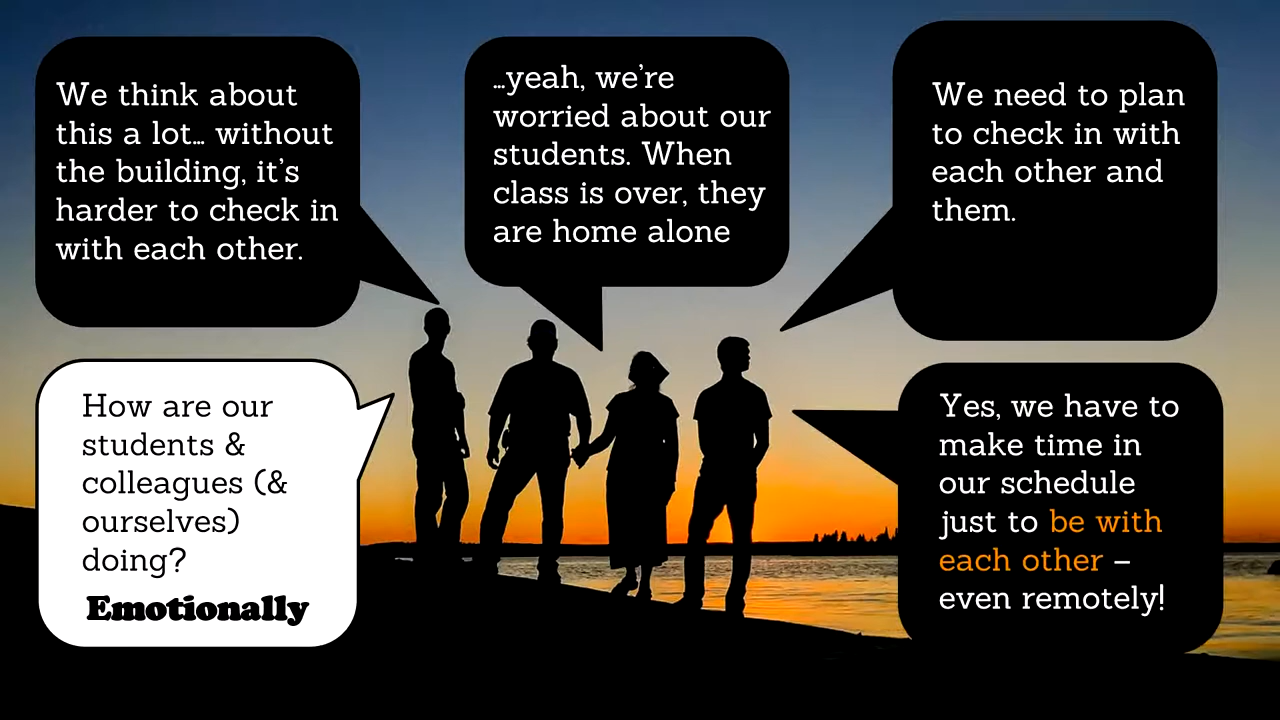 We think about
this a lot… without
the building, it’s
harder to check in
with each other.
…yeah, we’re
worried about our
students. When
class is over, they
are home alone
We need to plan
to check in with
each other and
them.
How are our
students &
colleagues (&
ourselves)
doing?
Emotionally
Yes, we have to
make time in
our schedule
just to be with
each other –
even remotely!